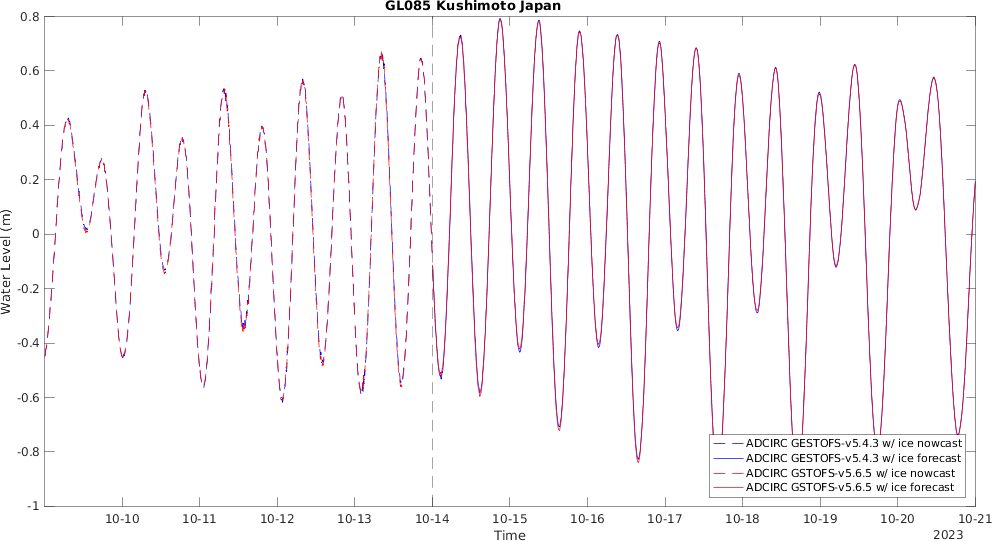 GL085 Kushimoto Japan
0.8
0.6
0.4
0.2
0
-0.2
-0.4
-0.6
-0.8
-1
Water Level (m)
10-10 10-11 10-12 10-13 10-14 10-15 10-16 10-17 10-18 10-19 10-20 10-21
Time
2023
ADCIRC GESTOFS-v5.4.3 w/ ice nowcast
ADCIRC GESTOFS-v5.4.3 w/ ice forecast
ADCIRC GSTOFS-v5.6.5 w/ ice nowcast
ADCIRC GSTOFS-v5.6.5 w/ ice forecast